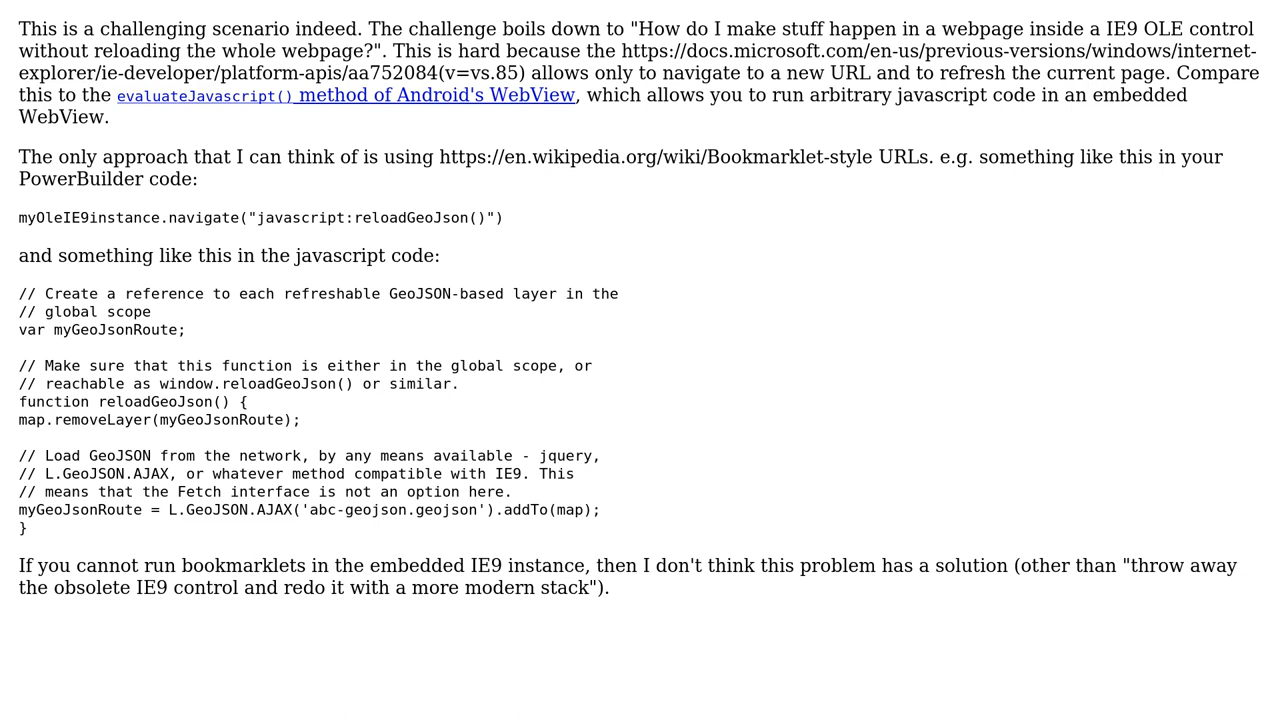 This is a challenging scenario indeed. The challenge boils down to "How do I make stuff happen in a webpage inside a IE9 OLE control
without reloading the whole webpage?". This is hard because the https://docs.microsoft.com/en-us/previous-versions/windows/internet-
explorer/ie-developer/platform-apis/aa752084(v=vs.85) allows only to navigate to a new URL and to refresh the current page. Compare
this to the evaluateJavascript() method of Android's WebView, which allows you to run arbitrary javascript code in an embedded
WebView.
The only approach that I can think of is using https://en.wikipedia.org/wiki/Bookmarklet-style URLs. e.g. something like this in your
PowerBuilder code:
myOleIE9instance.navigate("javascript:reloadGeoJson()")
and something like this in the javascript code:
// Create a reference to each refreshable GeoJSON-based layer in the
// global scope
var myGeoJsonRoute;
// Make sure that this function is either in the global scope, or
// reachable as window.reloadGeoJson() or similar.
function reloadGeoJson() {
map.removeLayer(myGeoJsonRoute);
// Load GeoJSON from the network, by any means available - jquery,
// L.GeoJSON.AJAX, or whatever method compatible with IE9. This
// means that the Fetch interface is not an option here.
myGeoJsonRoute = L.GeoJSON.AJAX('abc-geojson.geojson').addTo(map);
}
If you cannot run bookmarklets in the embedded IE9 instance, then I don't think this problem has a solution (other than "throw away
the obsolete IE9 control and redo it with a more modern stack").